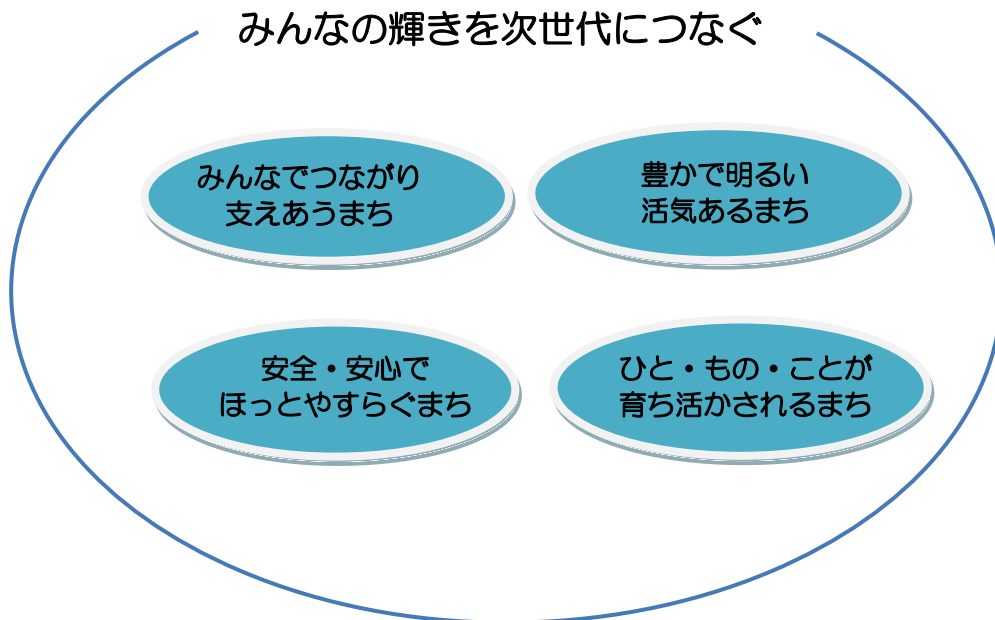 みんなの輝きを次世代につなぐ
みんなでつながり
支えあうまち
豊かで明るい
活気あるまち
安全・安心で
ほっとやすらぐまち
ひと・もの・ことが
育ち活かされるまち